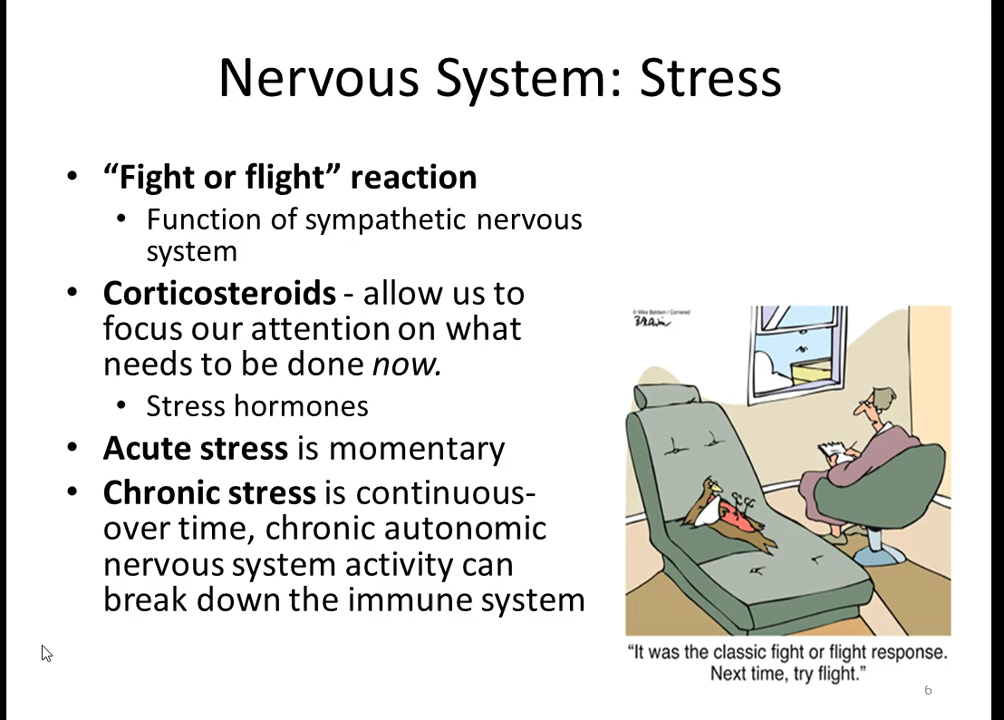 Nervous System: Stress
• “Fight or flight” reaction
• Function of sympathetic nervous
system
• Corticosteroids - allow us to
focus our attention on what
needs to be done now.
• Stress hormones
• Acute stress is momentary
• Chronic stress is continuous-
over time, chronic autonomic
nervous system activity can
break down the immune system
© Mike Baldwin / Cornered
“It was the classic fight or flight response.
Next time, try flight.”
6